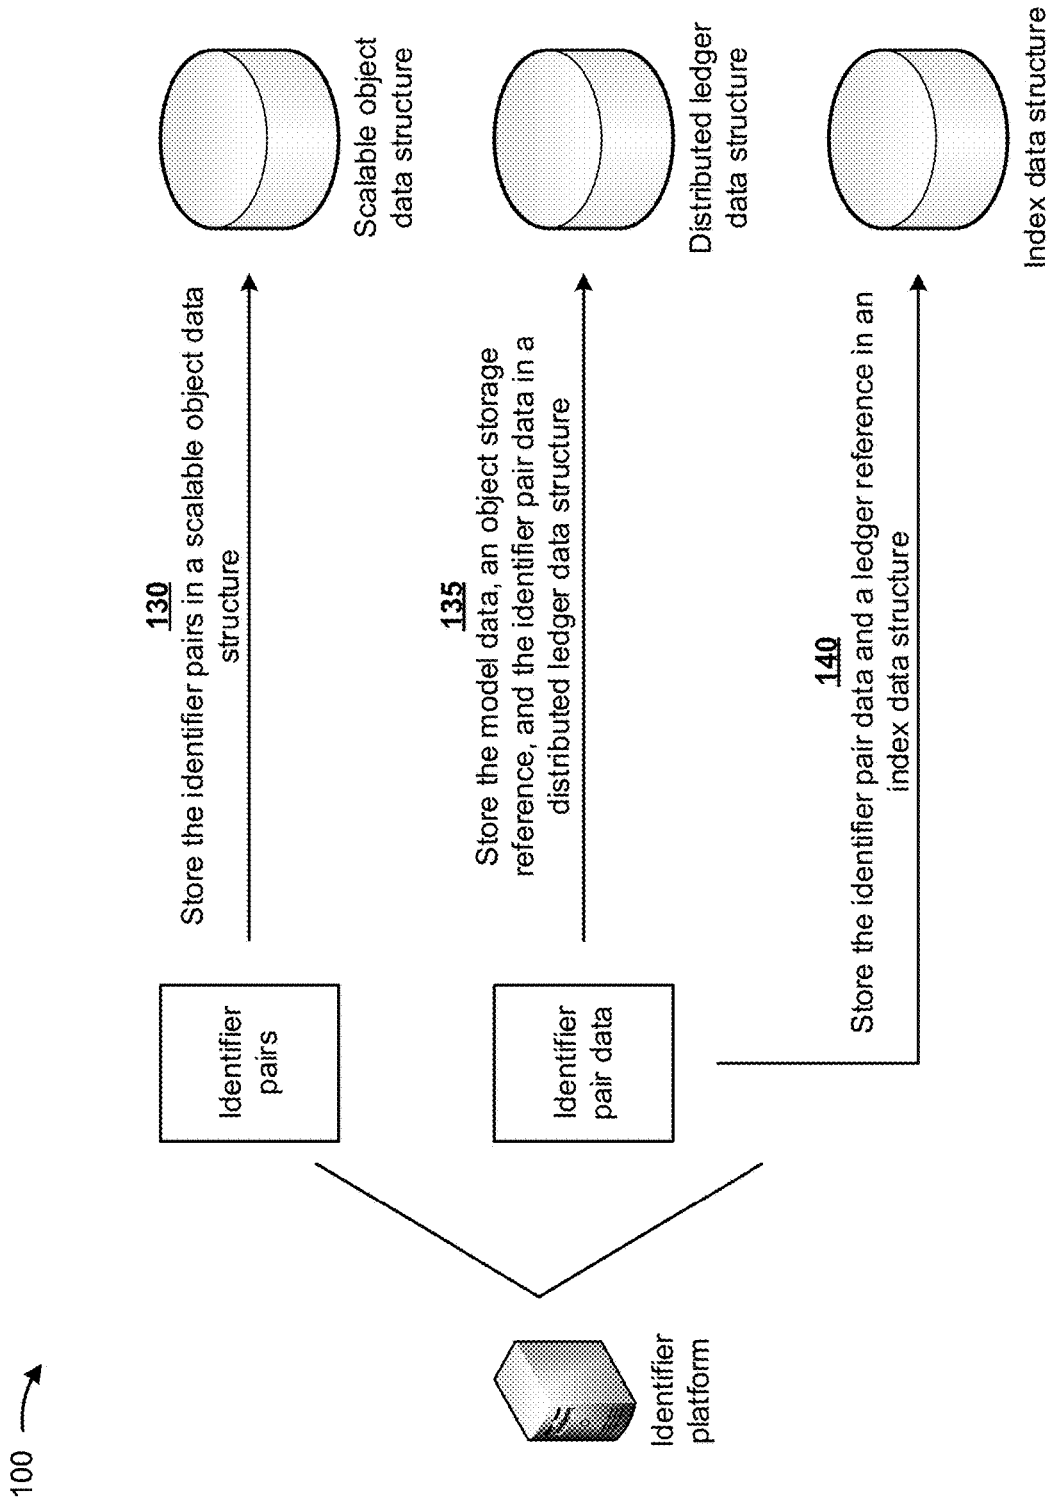 100
Identifier
platform
Identifier
pairs
130
Store the identifier pairs in a scalable object data
structure
Scalable object
data structure
Identifier
pair data
135
Store the model data, an object storage
reference, and the identifier pair data in a
distributed ledger data structure
Distributed ledger
data structure
140
Store the identifier pair data and a ledger reference in an
index data structure
Index data structure